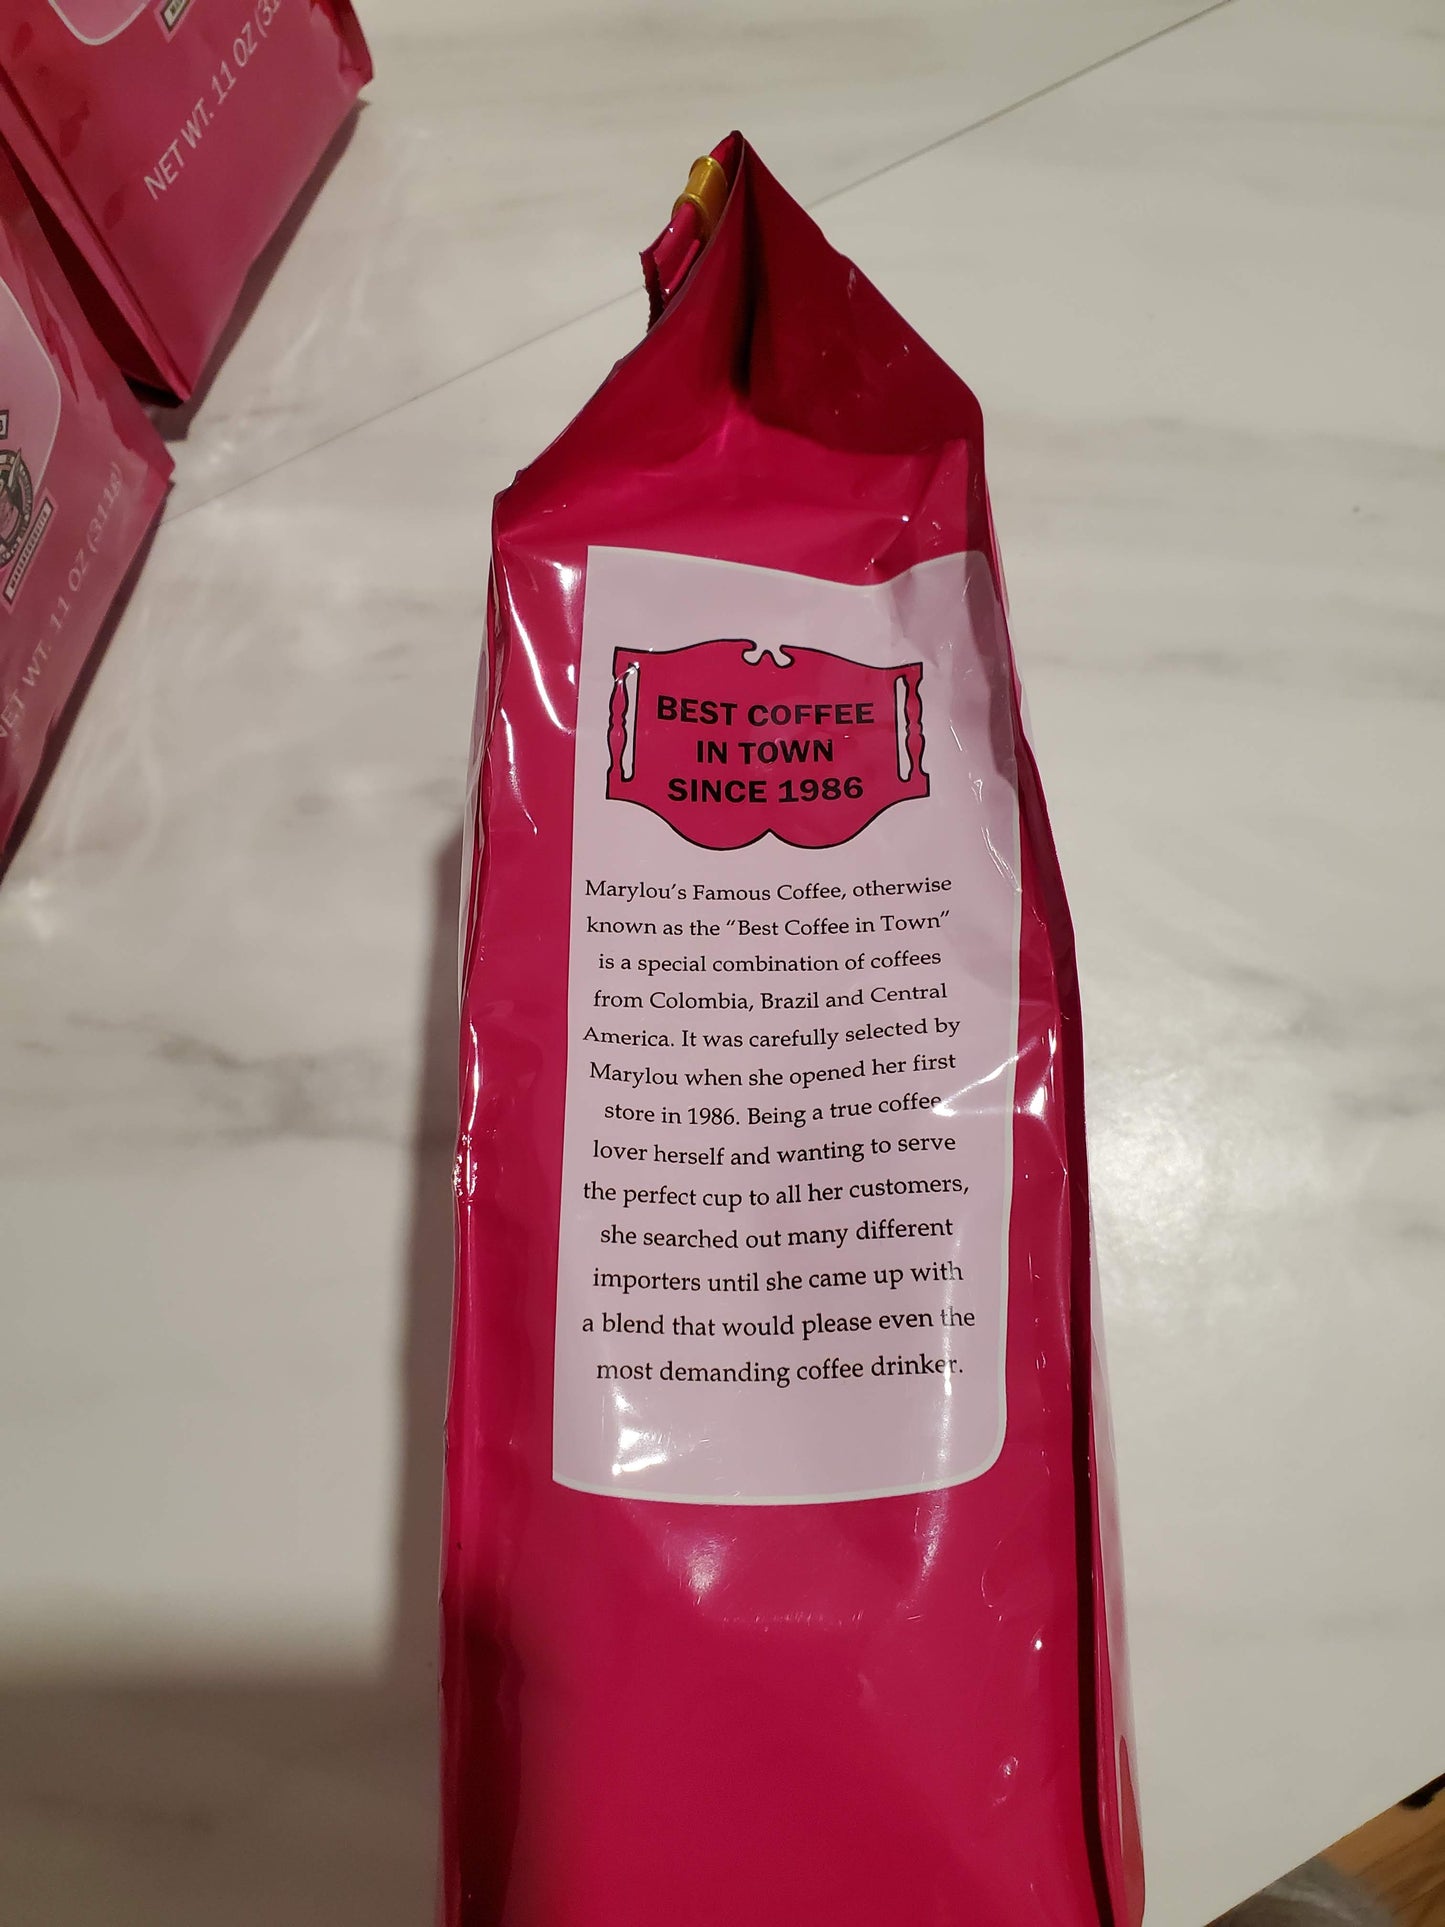 NET WT. 11 OZ
NET WT. 11 OZ (311g)
BEST COFFEE
IN TOWN
SINCE 1986
Marylou's Famous Coffee, otherwise
known as the “Best Coffee in Town”
is a special combination of coffees
from Colombia, Brazil and Central
America. It was carefully selected by
Marylou when she opened her first
store in 1986. Being a true coffee
lover herself and wanting to serve
the perfect cup to all her customers,
she searched out many different
importers until she came up with
a blend that would please even the
most demanding coffee drinker.